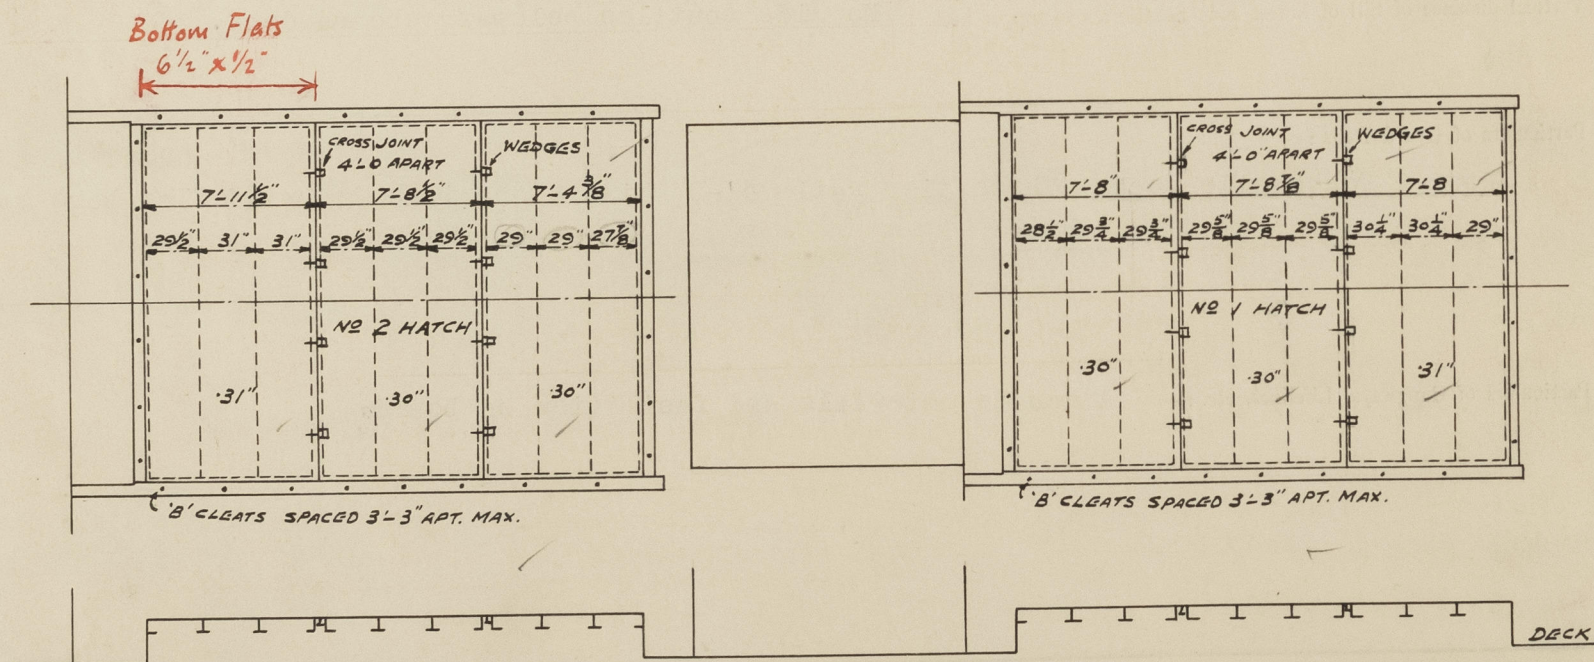 Bottom Flats
6½" x ½"
CROSS JOINT
4'-0 APART
WEDGES
7'-11½" 7'-8½" 7'-4⅜"
29½" 31" 31" 29½" 29½" 29½" 29" 29" 27⅞"
Nº 2 HATCH
.31" .30" .30"
'B' CLEATS SPACED 3'-3" APT. MAX.
CROSS JOINT
4'-0" APART
WEDGES
7'-8" 7'-8⅞" 7'-8
28½" 29¾" 29¾" 29⅝" 29⅝" 29⅝" 30¼" 30¼" 29"
Nº 1 HATCH
.30" .30" .31"
'B' CLEATS SPACED 3'-3" APT. MAX.
DECK